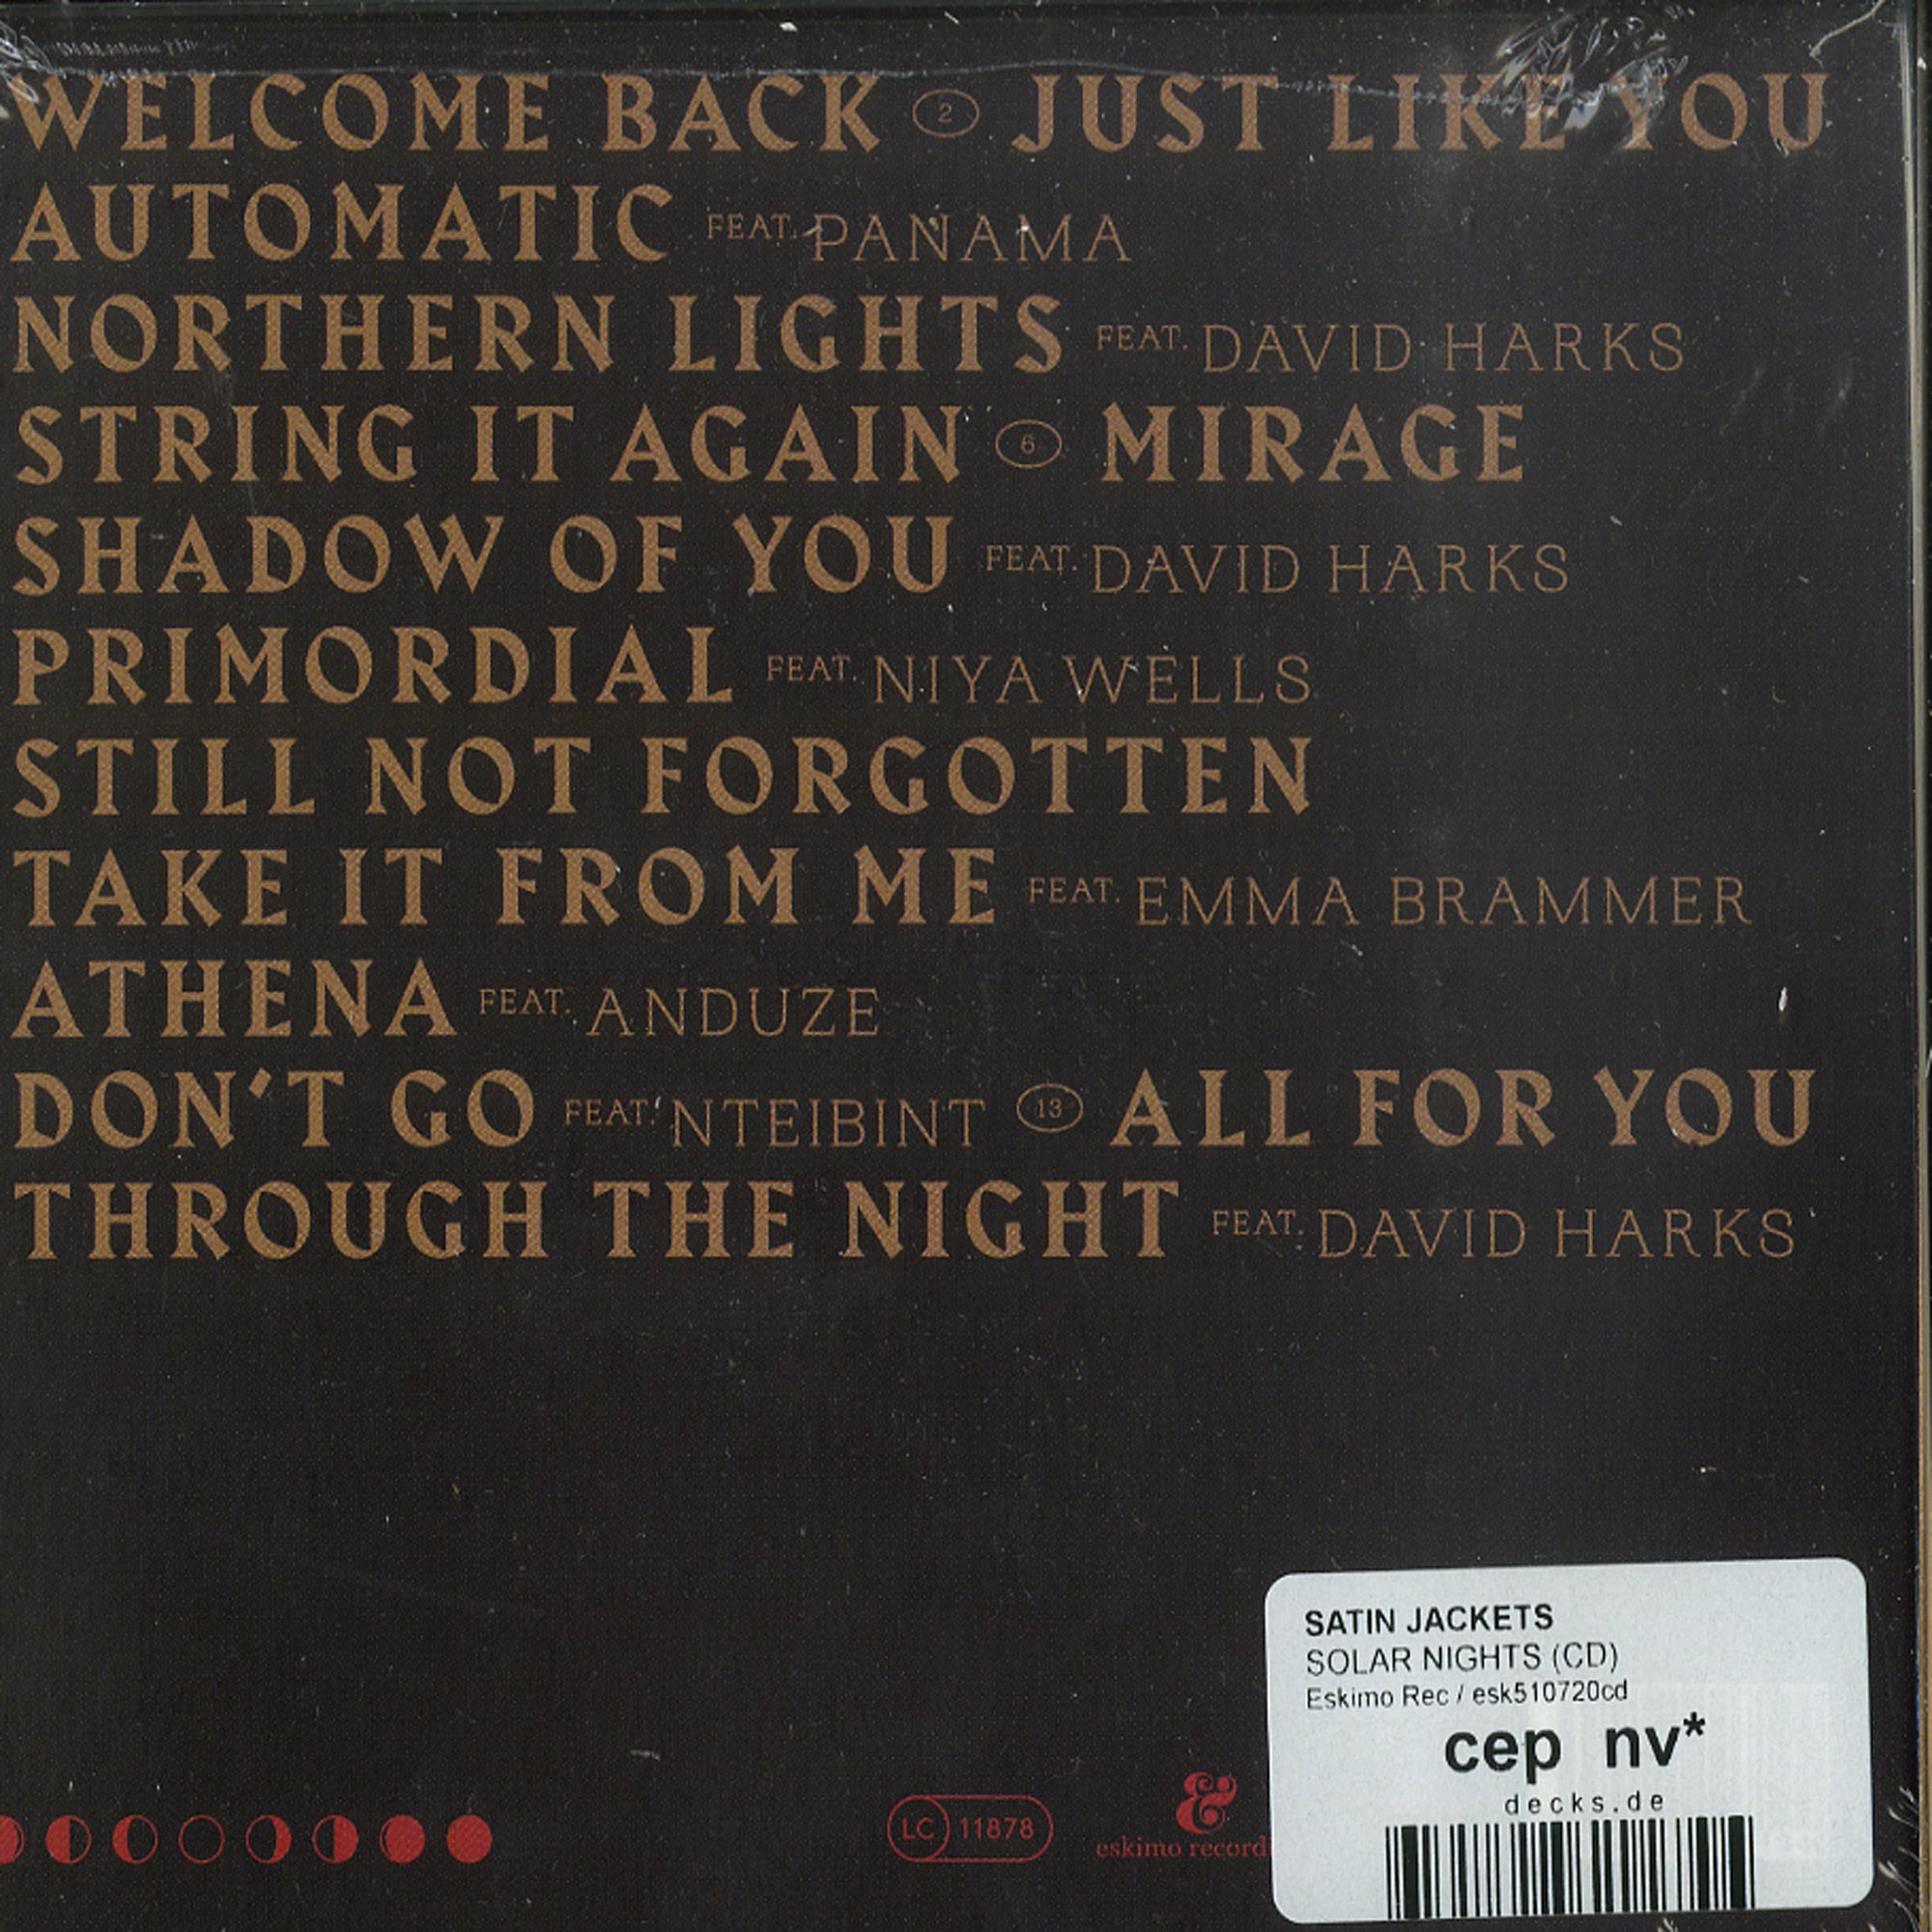 WELCOME BACK 2 JUST LIKE YOU
AUTOMATIC FEAT. PANAMA
NORTHERN LIGHTS FEAT. DAVID HARKS
STRING IT AGAIN 6 MIRAGE
SHADOW OF YOU FEAT. DAVID HARKS
PRIMORDIAL FEAT. NIYA WELLS
STILL NOT FORGOTTEN
TAKE IT FROM ME FEAT. EMMA BRAMMER
ATHENA FEAT. ANDUZE
DON'T GO FEAT. NTEIBINT 13 ALL FOR YOU
THROUGH THE NIGHT FEAT. DAVID HARKS
LC 11878
&
eskimo recordi
SATIN JACKETS
SOLAR NIGHTS (CD)
Eskimo Rec / esk510720cd
cep nv*
decks.de